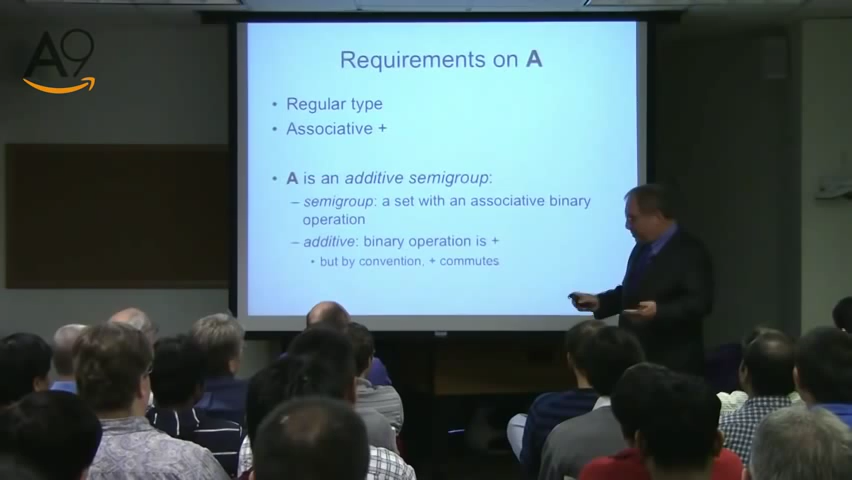 A9
Requirements on A
• Regular type
• Associative +
• A is an additive semigroup:
– semigroup: a set with an associative binary
operation
– additive: binary operation is +
• but by convention, + commutes